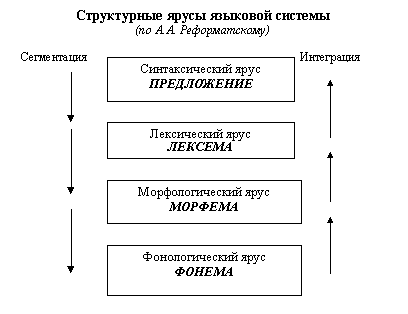 Структурные ярусы языковой системы
(по А.А. Реформатскому)
Сегментация
Интеграция
Синтаксический ярус
ПРЕДЛОЖЕНИЕ
Лексический ярус
ЛЕКСЕМА
Морфологический ярус
МОРФЕМА
Фонологический ярус
ФОНЕМА